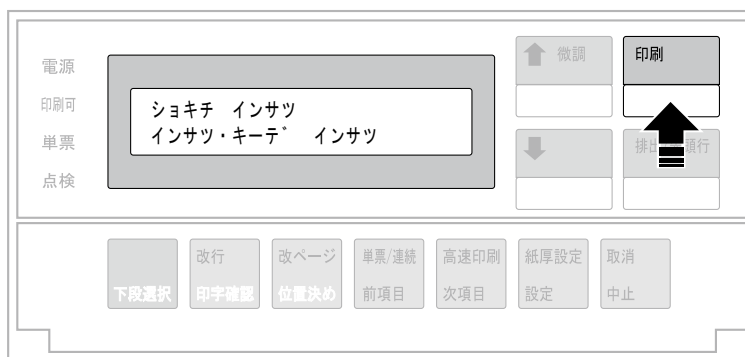 電源
印刷可
単票
点検
ショキチ インサツ
インサツ・キーデ インサツ
微調
印刷
排出 頭行
下段選択
改行
印字確認
改ページ
位置決め
単票/連続
前項目
高速印刷
次項目
紙厚設定
設定
取消
中止